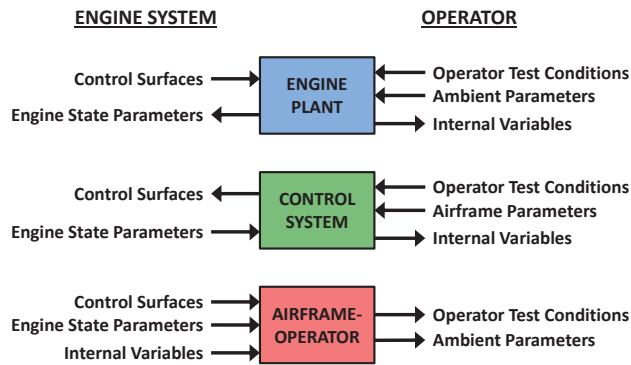 ENGINE SYSTEM OPERATOR
Control Surfaces
Engine State Parameters
ENGINE
PLANT
Operator Test Conditions
Ambient Parameters
Internal Variables
Control Surfaces
Engine State Parameters
CONTROL
SYSTEM
Operator Test Conditions
Airframe Parameters
Internal Variables
Control Surfaces
Engine State Parameters
Internal Variables
AIRFRAME-
OPERATOR
Operator Test Conditions
Ambient Parameters